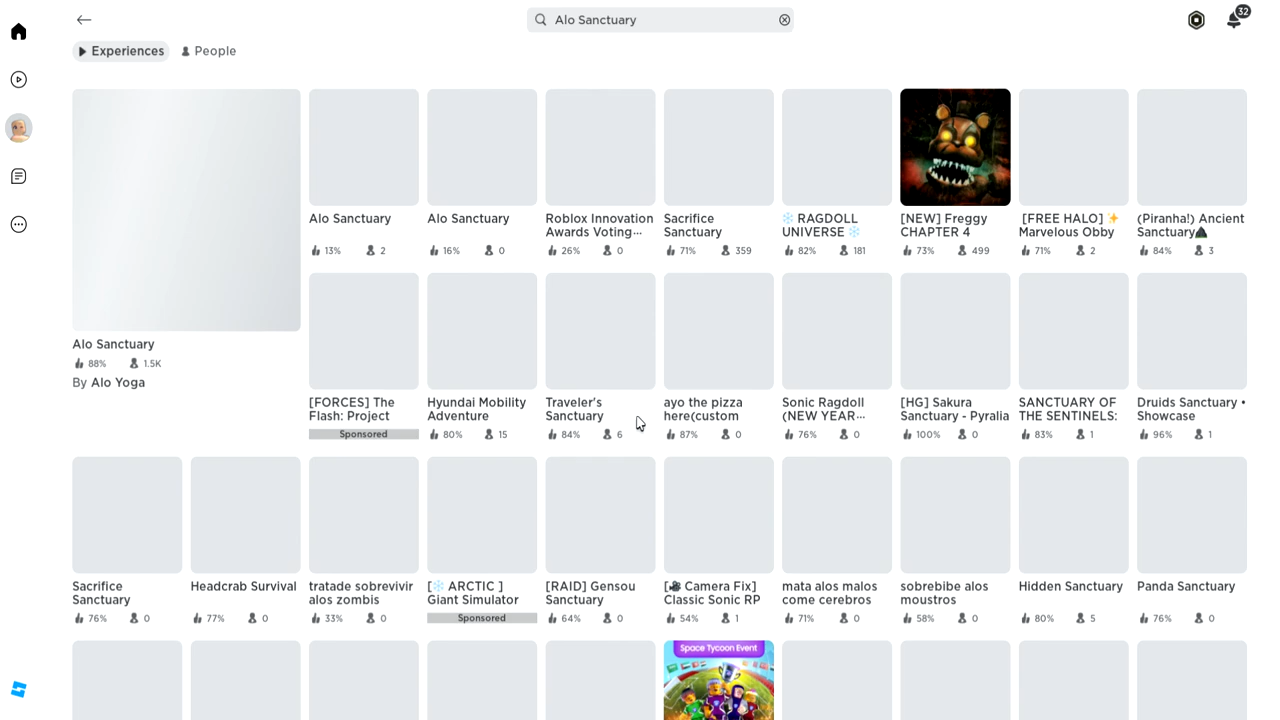 Alo Sanctuary
32
Experiences
People
Alo Sanctuary
88%
1.5K
By Alo Yoga
Alo Sanctuary
13%
2
Alo Sanctuary
16%
0
Roblox Innovation
Awards Voting...
26%
0
Sacrifice
Sanctuary
71%
359
❄️ RAGDOLL
UNIVERSE ❄️
82%
181
[NEW] Freggy
CHAPTER 4
73%
499
[FREE HALO] ✨
Marvelous Obby
71%
2
(Piranha!) Ancient
Sanctuary
84%
3
[FORCES] The
Flash: Project
Sponsored
Hyundai Mobility
Adventure
80%
15
Traveler's
Sanctuary
84%
6
ayo the pizza
here(custom
87%
0
Sonic Ragdoll
(NEW YEAR...
76%
0
[HG] Sakura
Sanctuary - Pyralia
100%
0
SANCTUARY OF
THE SENTINELS:
83%
1
Druids Sanctuary •
Showcase
96%
1
Sacrifice
Sanctuary
76%
0
Headcrab Survival
77%
0
tratade sobrevivir
alos zombis
33%
0
[❄️ ARCTIC ]
Giant Simulator
Sponsored
[RAID] Gensou
Sanctuary
64%
0
[🎥 Camera Fix]
Classic Sonic RP
54%
1
mata alos malos
come cerebros
71%
0
sobrebibe alos
moustros
58%
0
Hidden Sanctuary
80%
5
Panda Sanctuary
76%
0
Space Tycoon Event